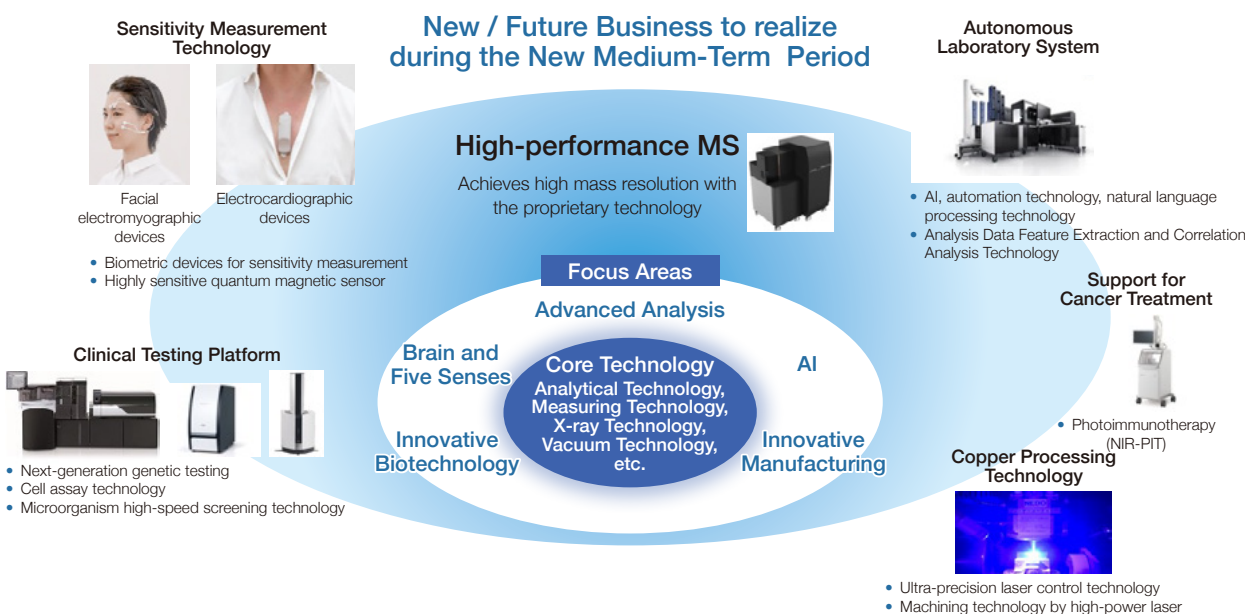 New / Future Business to realize
during the New Medium-Term Period
Sensitivity Measurement
Technology
Facial
electromyographic
devices
Electrocardiographic
devices
• Biometric devices for sensitivity measurement
• Highly sensitive quantum magnetic sensor
High-performance MS
Achieves high mass resolution with
the proprietary technology
Autonomous
Laboratory System
• AI, automation technology, natural language
processing technology
• Analysis Data Feature Extraction and Correlation
Analysis Technology
Focus Areas
Advanced Analysis
Brain and
Five Senses
AI
Core Technology
Analytical Technology,
Measuring Technology,
X-ray Technology,
Vacuum Technology,
etc.
Innovative
Biotechnology
Innovative
Manufacturing
Support for
Cancer Treatment
• Photoimmunotherapy
(NIR-PIT)
Clinical Testing Platform
• Next-generation genetic testing
• Cell assay technology
• Microorganism high-speed screening technology
Copper Processing
Technology
• Ultra-precision laser control technology
• Machining technology by high-power laser